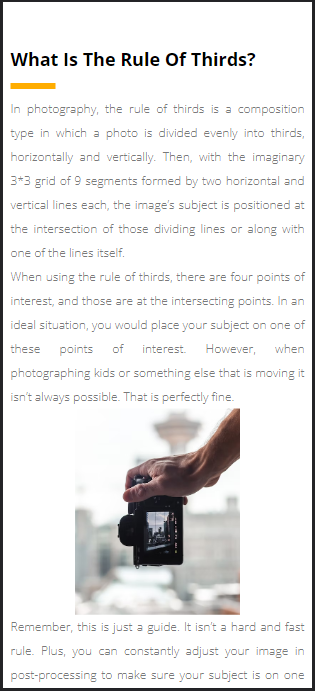 What Is The Rule Of Thirds?
In photography, the rule of thirds is a composition
type in which a photo is divided evenly into thirds,
horizontally and vertically. Then, with the imaginary
3*3 grid of 9 segments formed by two horizontal and
vertical lines each, the image's subject is positioned at
the intersection of those dividing lines or along with
one of the lines itself.
When using the rule of thirds, there are four points of
interest, and those are at the intersecting points. In an
ideal situation, you would place your subject on one of
these points of interest. However, when
photographing kids or something else that is moving it
isn't always possible. That is perfectly fine.
Remember, this is just a guide. It isn't a hard and fast
rule. Plus, you can constantly adjust your image in
post-processing to make sure your subject is on one